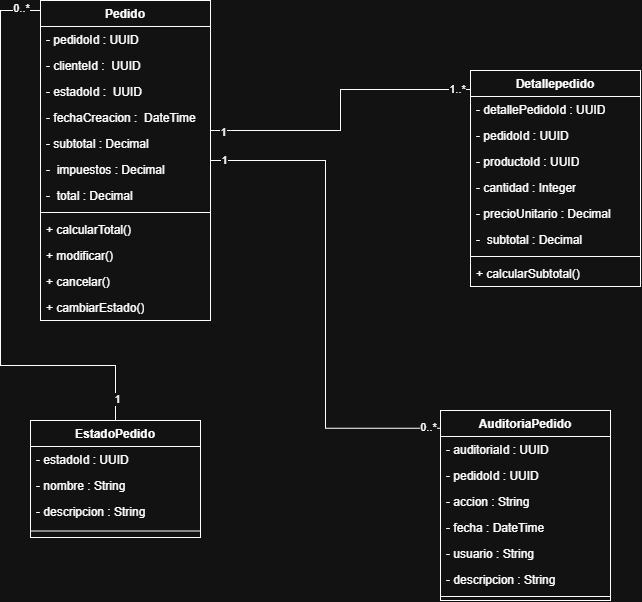 0..*
Pedido
- pedidoId : UUID
- clienteId :  UUID
- estadoId :  UUID
- fechaCreacion :  DateTime
- subtotal : Decimal
-  impuestos : Decimal
-  total : Decimal
+ calcularTotal()
+ modificar()
+ cancelar()
+ cambiarEstado()
1
1
1..*
Detallepedido
- detallePedidoId : UUID
- pedidoId : UUID
- productoId : UUID
- cantidad : Integer
- precioUnitario : Decimal
-  subtotal : Decimal
+ calcularSubtotal()
1
EstadoPedido
- estadoId : UUID
- nombre : String
- descripcion : String
0..*
AuditoriaPedido
- auditoriaId : UUID
- pedidoId : UUID
- accion : String
- fecha : DateTime
- usuario : String
- descripcion : String